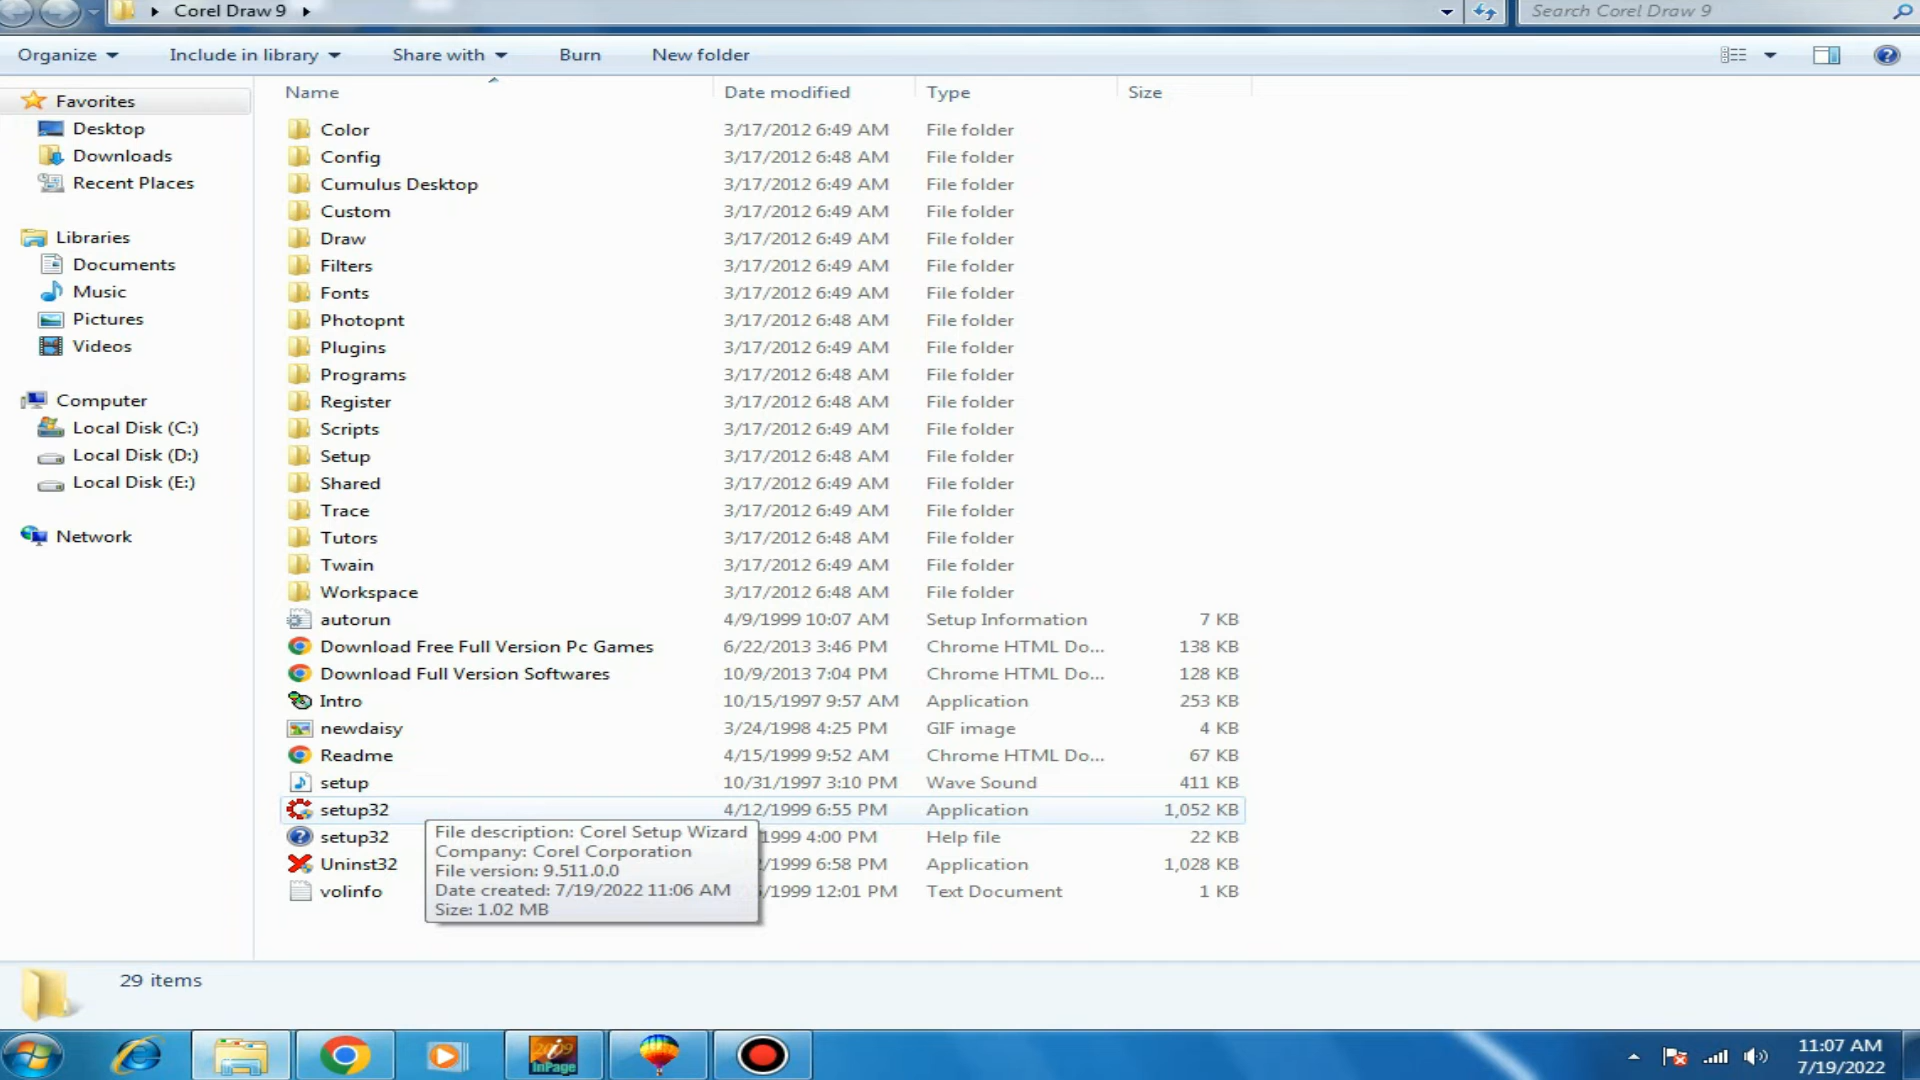 Corel Draw 9
Search Corel Draw 9
Organize Include in library Share with Burn New folder
Name Date modified Type Size
Favorites
Desktop
Downloads
Recent Places
Libraries
Documents
Music
Pictures
Videos
Computer
Local Disk (C:)
Local Disk (D:)
Local Disk (E:)
Network
Color 3/17/2012 6:49 AM File folder
Config 3/17/2012 6:48 AM File folder
Cumulus Desktop 3/17/2012 6:49 AM File folder
Custom 3/17/2012 6:49 AM File folder
Draw 3/17/2012 6:49 AM File folder
Filters 3/17/2012 6:49 AM File folder
Fonts 3/17/2012 6:49 AM File folder
Photopnt 3/17/2012 6:48 AM File folder
Plugins 3/17/2012 6:49 AM File folder
Programs 3/17/2012 6:48 AM File folder
Register 3/17/2012 6:48 AM File folder
Scripts 3/17/2012 6:49 AM File folder
Setup 3/17/2012 6:48 AM File folder
Shared 3/17/2012 6:49 AM File folder
Trace 3/17/2012 6:49 AM File folder
Tutors 3/17/2012 6:48 AM File folder
Twain 3/17/2012 6:49 AM File folder
Workspace 3/17/2012 6:48 AM File folder
autorun 4/9/1999 10:07 AM Setup Information 7 KB
Download Free Full Version Pc Games 6/22/2013 3:46 PM Chrome HTML Do... 138 KB
Download Full Version Softwares 10/9/2013 7:04 PM Chrome HTML Do... 128 KB
Intro 10/15/1997 9:57 AM Application 253 KB
newdaisy 3/24/1998 4:25 PM GIF image 4 KB
Readme 4/15/1999 9:52 AM Chrome HTML Do... 67 KB
setup 10/31/1997 3:10 PM Wave Sound 411 KB
setup32 4/12/1999 6:55 PM Application 1,052 KB
setup32 1999 4:00 PM Help file 22 KB
Uninst32 /1999 6:58 PM Application 1,028 KB
volinfo /1999 12:01 PM Text Document 1 KB
File description: Corel Setup Wizard
Company: Corel Corporation
File version: 9.511.0.0
Date created: 7/19/2022 11:06 AM
Size: 1.02 MB
29 items
2009
InPage
11:07 AM
7/19/2022